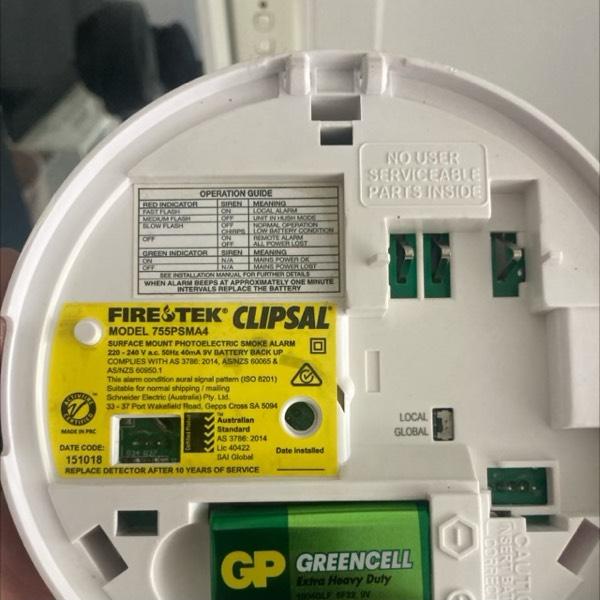 NO USER
SERVICEABLE
PARTS INSIDE
OPERATION GUIDE
RED INDICATOR SIREN MEANING
FAST FLASH ON LOCAL ALARM
MEDIUM FLASH OFF UNIT IN HUSH MODE
SLOW FLASH OFF NORMAL OPERATION
CHIRPS LOW BATTERY CONDITION
OFF ON REMOTE ALARM
OFF ALL POWER LOST
GREEN INDICATOR SIREN MEANING
ON N/A MAINS POWER OK
OFF N/A MAINS POWER LOST
SEE INSTALLATION MANUAL FOR FURTHER DETAILS
WHEN ALARM BEEPS AT APPROXIMATELY ONE MINUTE
INTERVALS REPLACE THE BATTERY
FIRETEK® CLIPSAL®
MODEL 755PSMA4
SURFACE MOUNT PHOTOELECTRIC SMOKE ALARM
220 - 240 V a.c. 50Hz 40mA 9V BATTERY BACK UP
COMPLIES WITH AS 3786: 2014, AS/NZS 60065 &
AS/NZS 60950.1
This alarm condition aural signal pattern (ISO 8201)
Suitable for normal shipping / mailing
Schneider Electric (Australia) Pty. Ltd.
33 - 37 Port Wakefield Road, Gepps Cross SA 5094
ACTIVFIRE
CERTIFIED
MADE IN PRC
DATE CODE:
151018
Certified Product
TM
Australian
Standard
AS 3786: 2014
Lic 40422
SAI Global
Date installed
REPLACE DETECTOR AFTER 10 YEARS OF SERVICE
LOCAL
GLOBAL
GP GREENCELL
Extra Heavy Duty
6F22, 9V